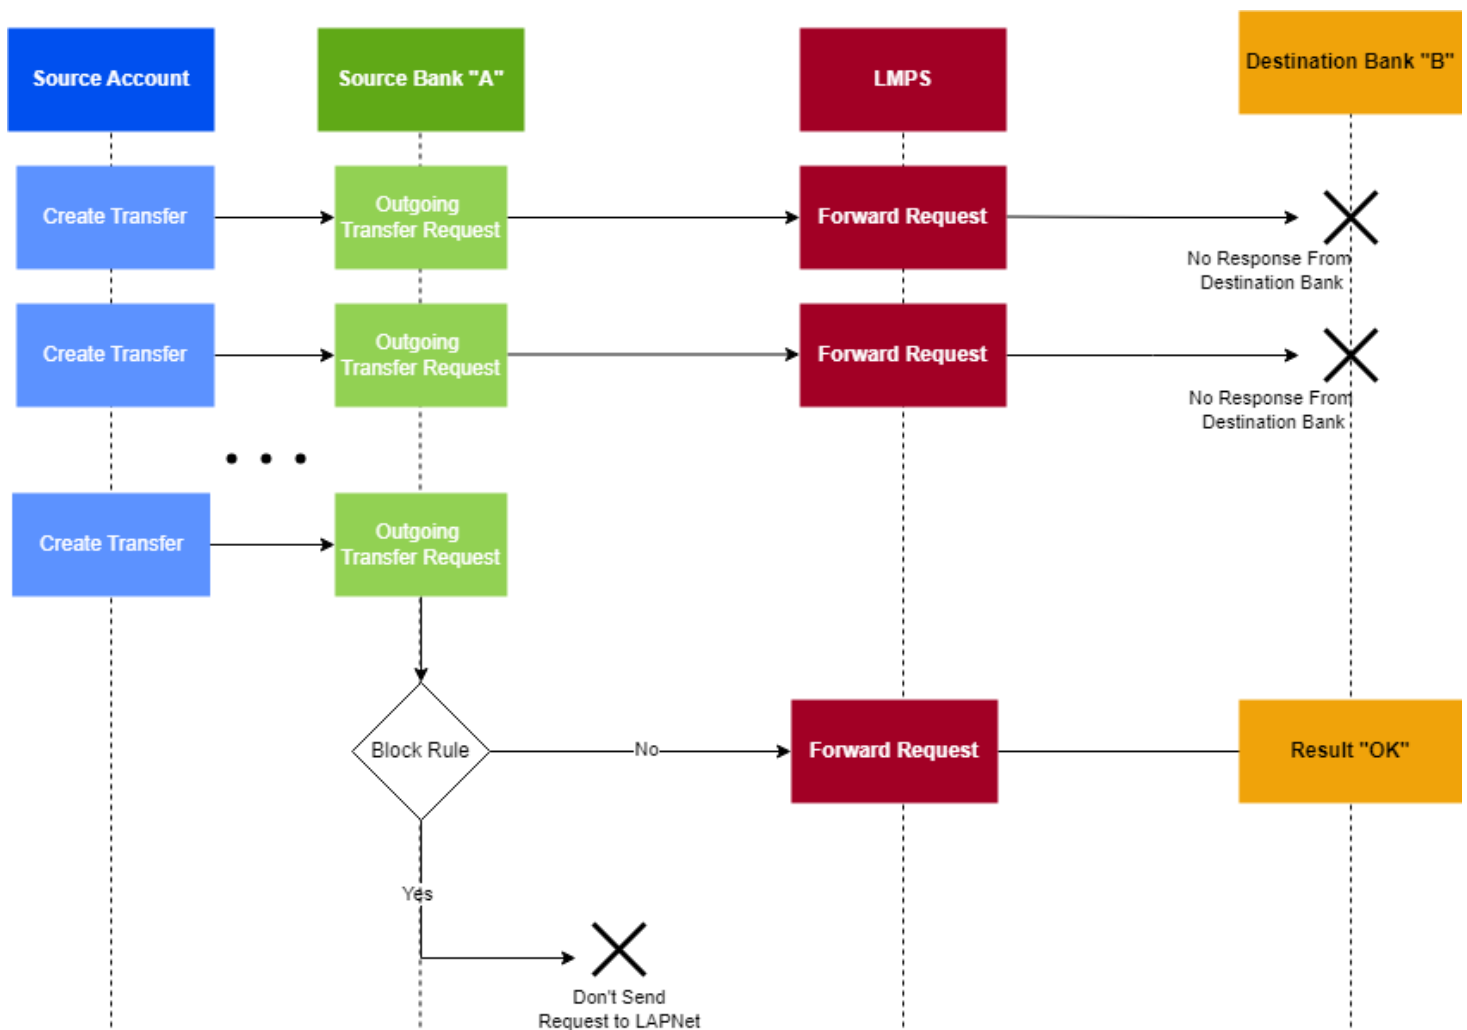 Source Account
Source Bank "A"
LMPS
Destination Bank "B"
Create Transfer
Outgoing
Transfer Request
Forward Request
No Response From
Destination Bank
Create Transfer
Outgoing
Transfer Request
Forward Request
No Response From
Destination Bank
Create Transfer
Outgoing
Transfer Request
Block Rule
No
Forward Request
Result "OK"
Yes
Don't Send
Request to LAPNet